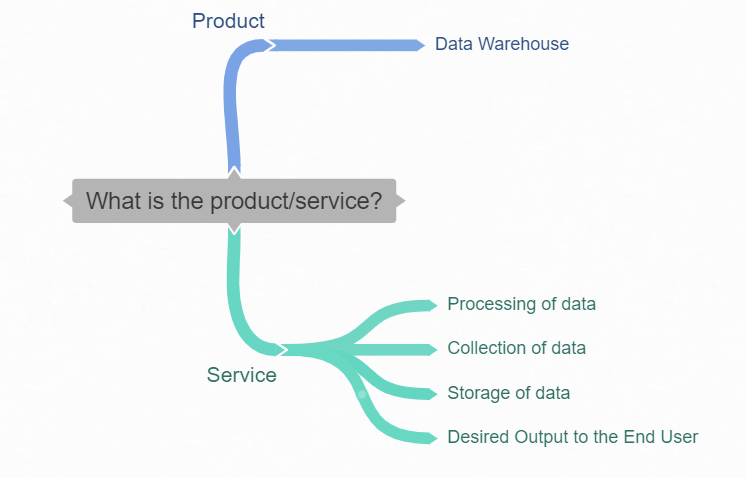 Product
Data Warehouse
What is the product/service?
Processing of data
Collection of data
Service
Storage of data
Desired Output to the End User